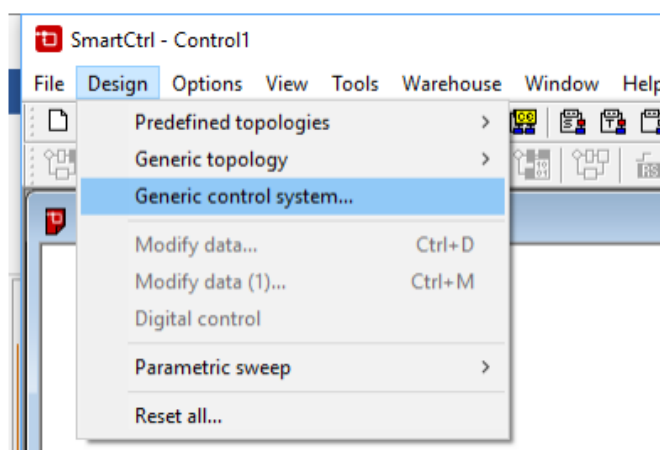 SmartCtrl - Control1
File Design Options View Tools Warehouse Window Help
Predefined topologies
Generic topology
Generic control system...
Modify data... Ctrl+D
Modify data (1)... Ctrl+M
Digital control
Parametric sweep
Reset all...